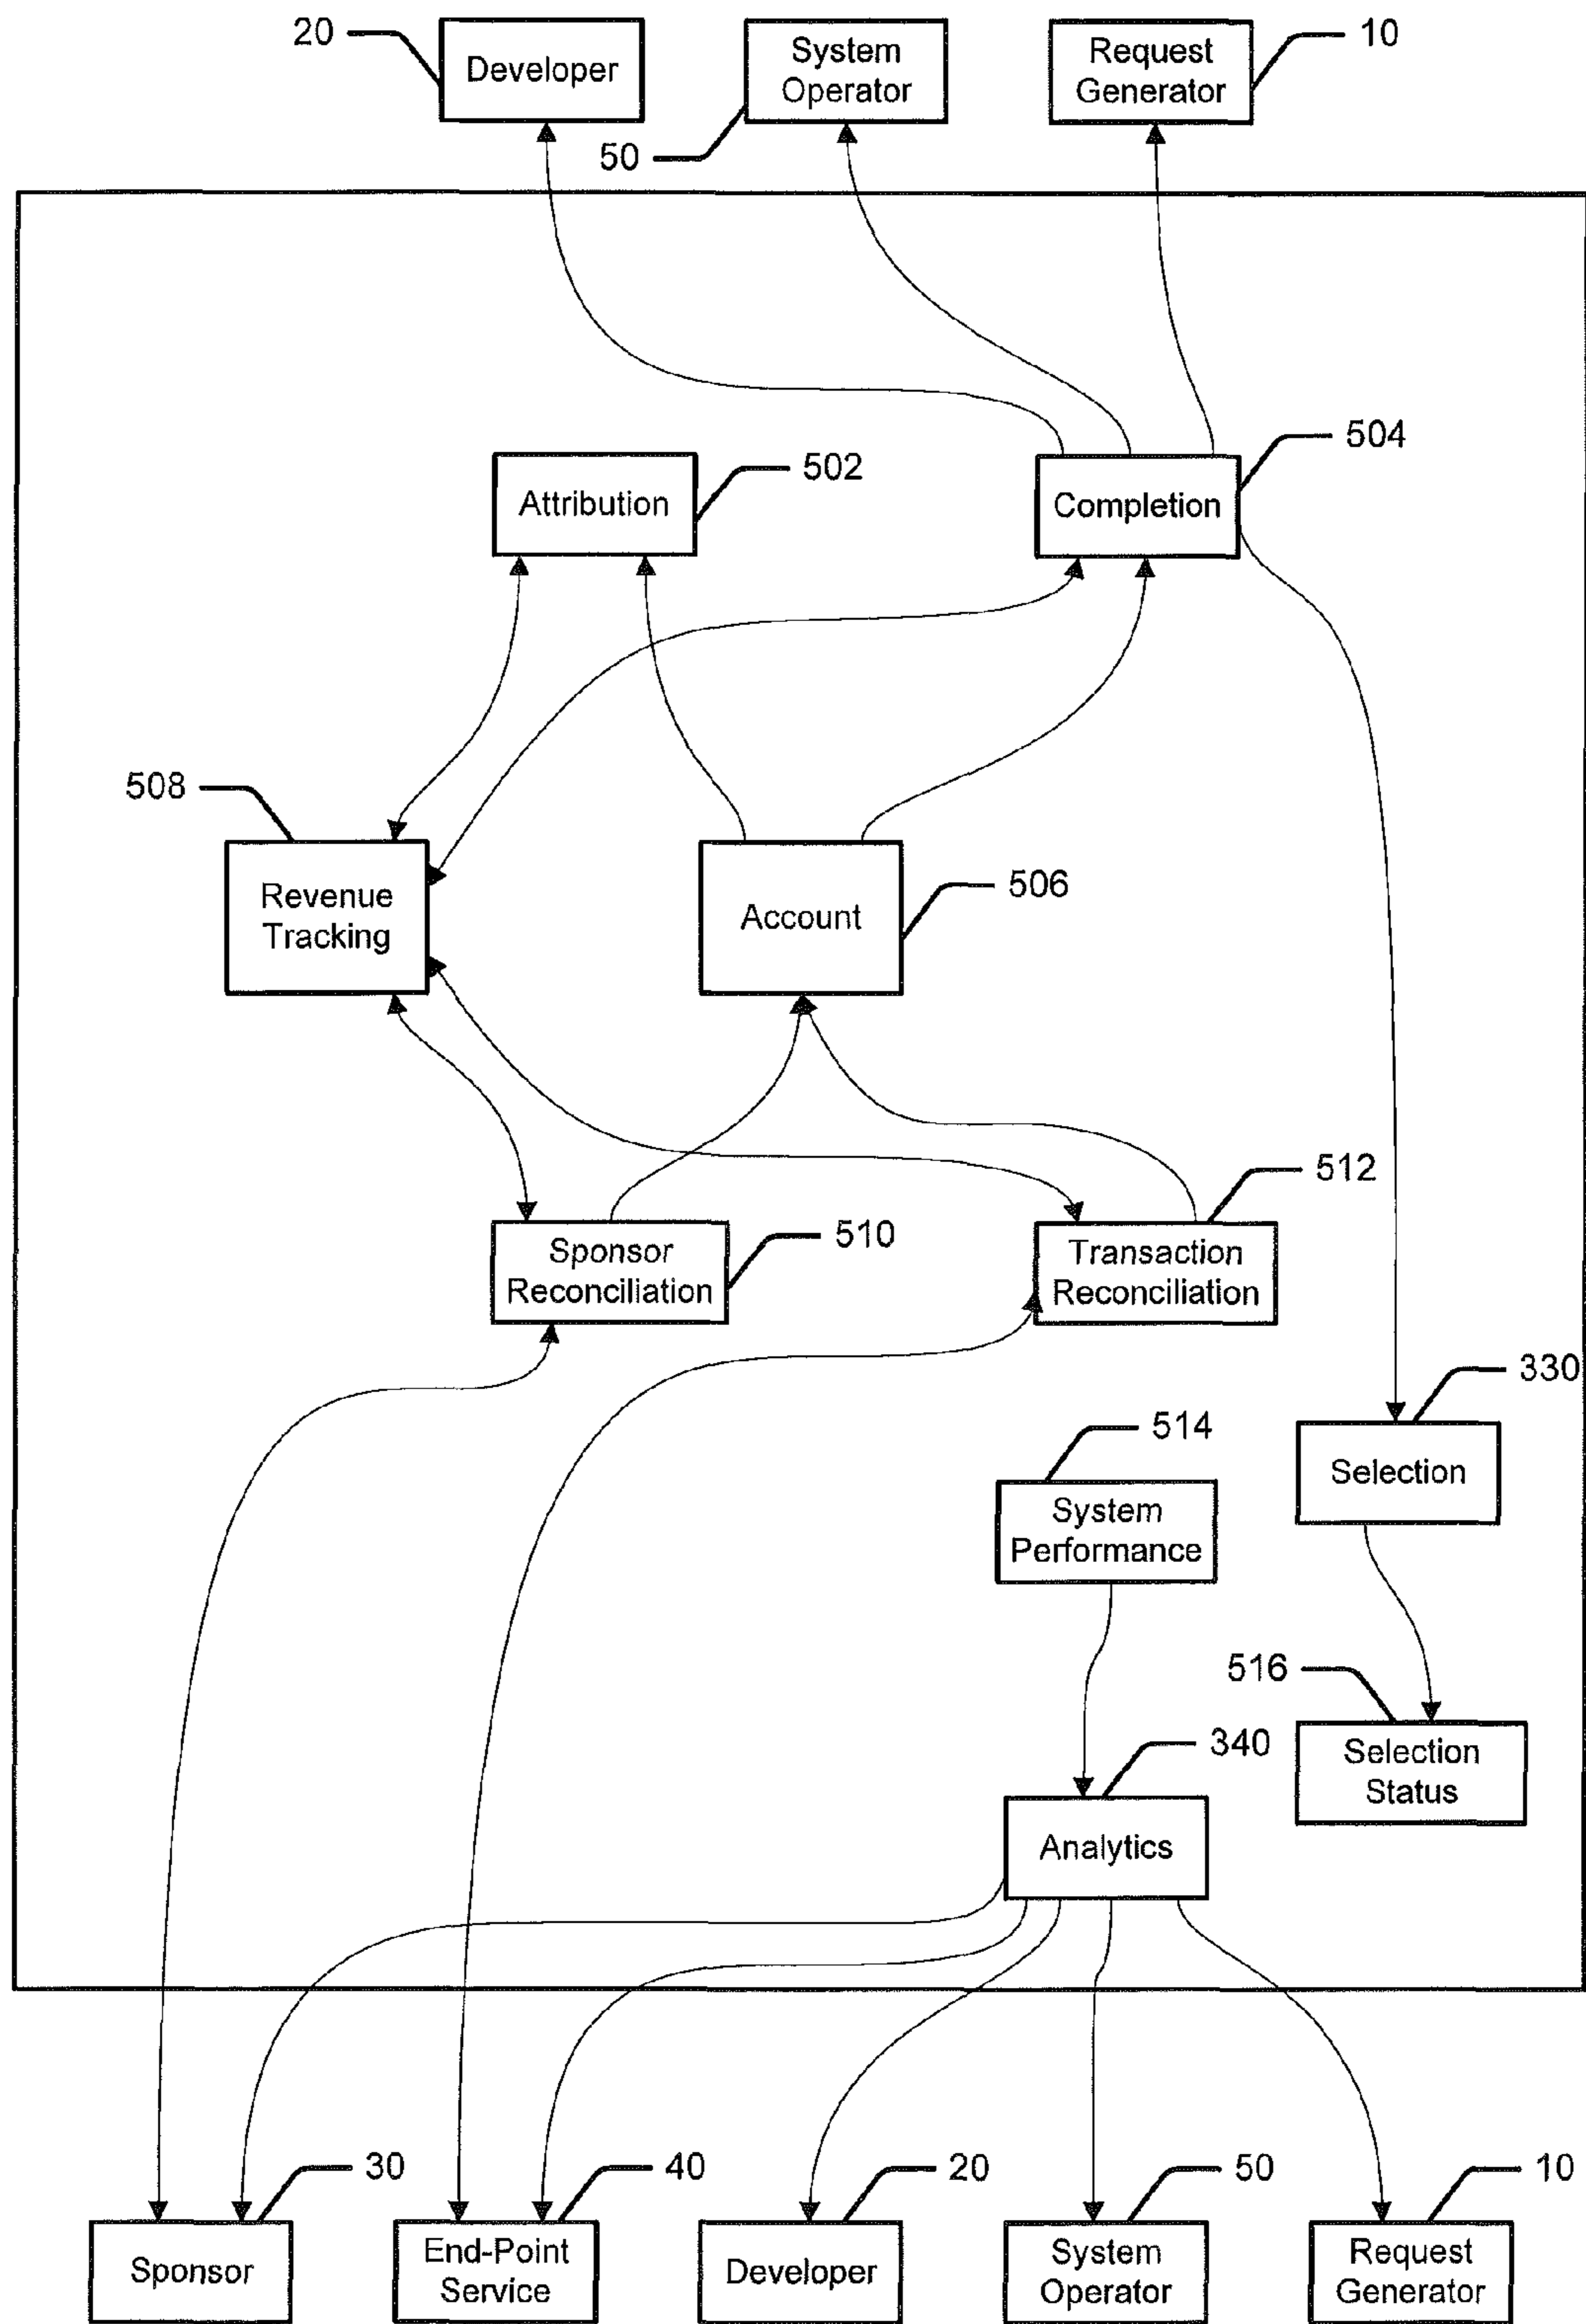 20
Developer
50
System
Operator
Request
Generator
10
Attribution
502
Completion
504
508
Revenue
Tracking
Account
506
Sponsor
Reconciliation
510
Transaction
Reconciliation
512
514
System
Performance
330
Selection
516
Selection
Status
340
Analytics
30
Sponsor
40
End-Point
Service
20
Developer
50
System
Operator
10
Request
Generator